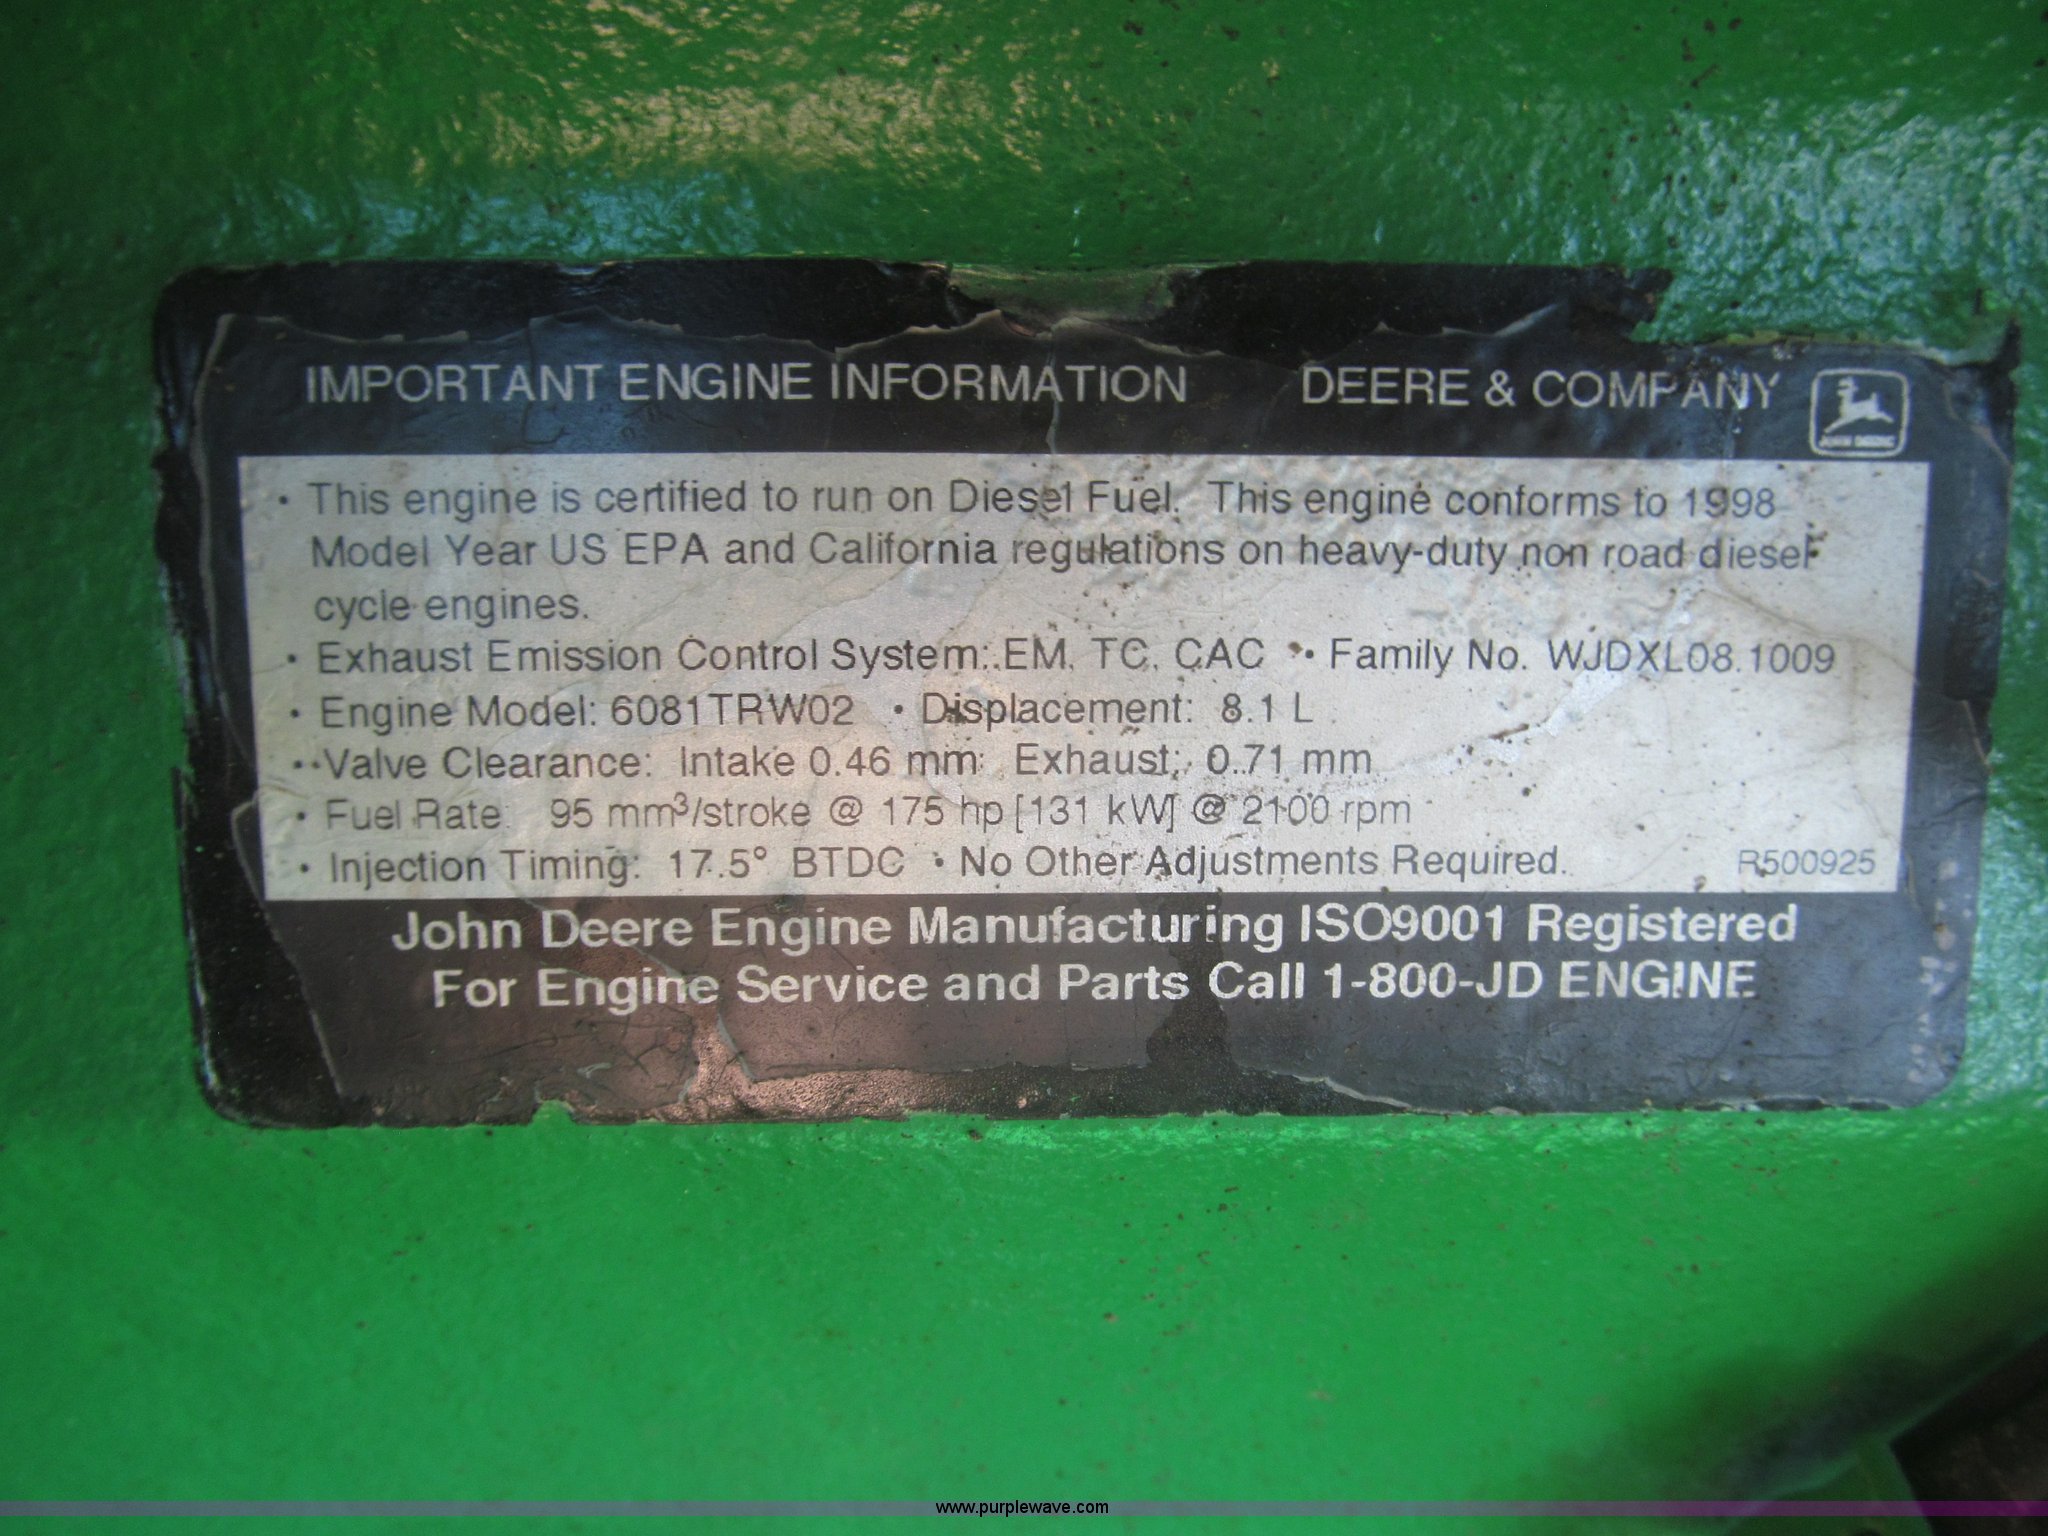 IMPORTANT ENGINE INFORMATION DEERE & COMPANY
JOHN DEERE
• This engine is certified to run on Diesel Fuel. This engine conforms to 1998
Model Year US EPA and California regulations on heavy-duty non road diesel
cycle engines.
• Exhaust Emission Control System: EM, TC, CAC • Family No. WJDXL08.1009
• Engine Model: 6081TRW02 • Displacement: 8.1 L
• Valve Clearance: Intake 0.46 mm Exhaust: 0.71 mm
• Fuel Rate 95 mm³/stroke @ 175 hp [131 kW] @ 2100 rpm
• Injection Timing: 17.5° BTDC • No Other Adjustments Required. R500925
John Deere Engine Manufacturing ISO9001 Registered
For Engine Service and Parts Call 1-800-JD ENGINE
www.purplewave.com